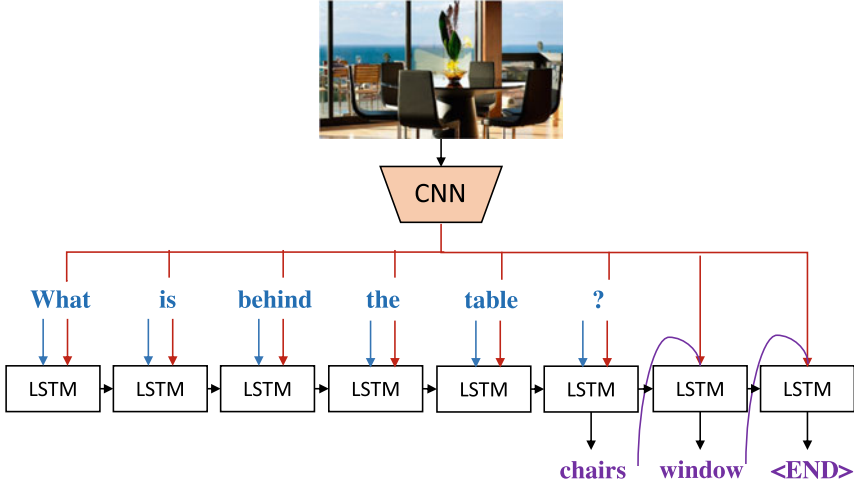 CNN
What is behind the table ?
LSTM LSTM LSTM LSTM LSTM LSTM LSTM LSTM
chairs window <END>